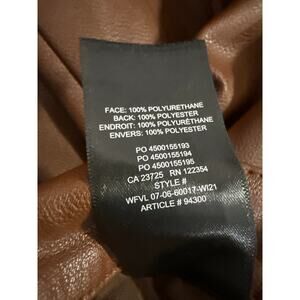 FACE: 100% POLYURETHANE
BACK: 100% POLYESTER
ENDROIT: 100% POLYURÉTHANE
ENVERS: 100% POLYESTER
PO 4500155193
PO 4500155194
PO 4500155195
CA 23725 RN 122354
STYLE #
WFVL 07-06-60017-WI21
ARTICLE # 94300